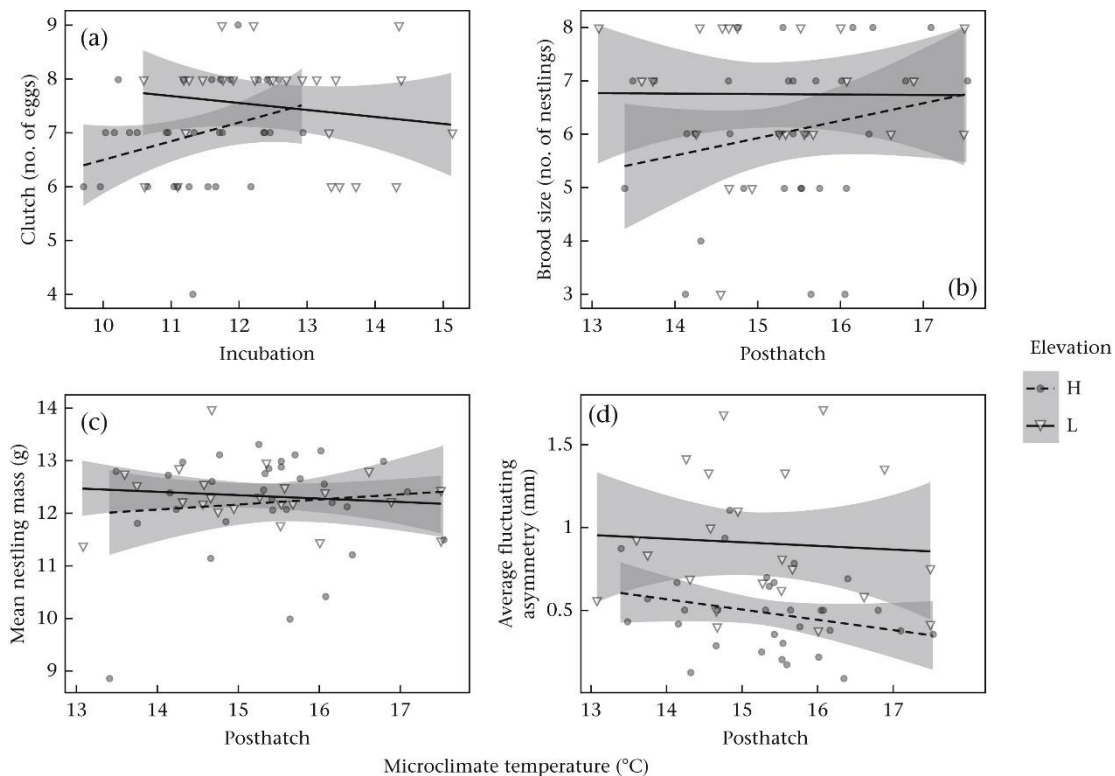 (a)
Clutch (no. of eggs)
9
8
7
6
5
4
10 11 12 13 14 15
Incubation
(b)
Brood size (no. of nestlings)
8
7
6
5
4
3
13 14 15 16 17
Posthatch
Elevation
H
L
(c)
Mean nestling mass (g)
14
13
12
11
10
9
13 14 15 16 17
Posthatch
(d)
Average fluctuating
asymmetry (mm)
1.5
1
0.5
13 14 15 16 17
Posthatch
Microclimate temperature (°C)